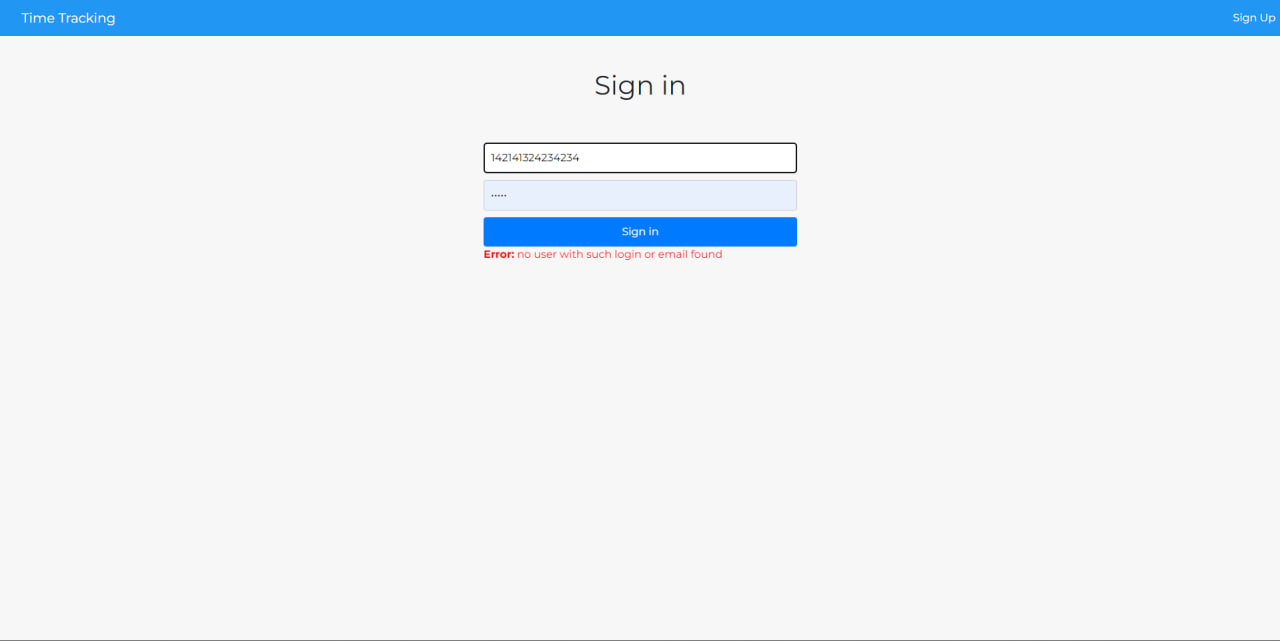 Time Tracking
Sign Up
Sign in
142141324234234
•••••
Sign in
Error: no user with such login or email found